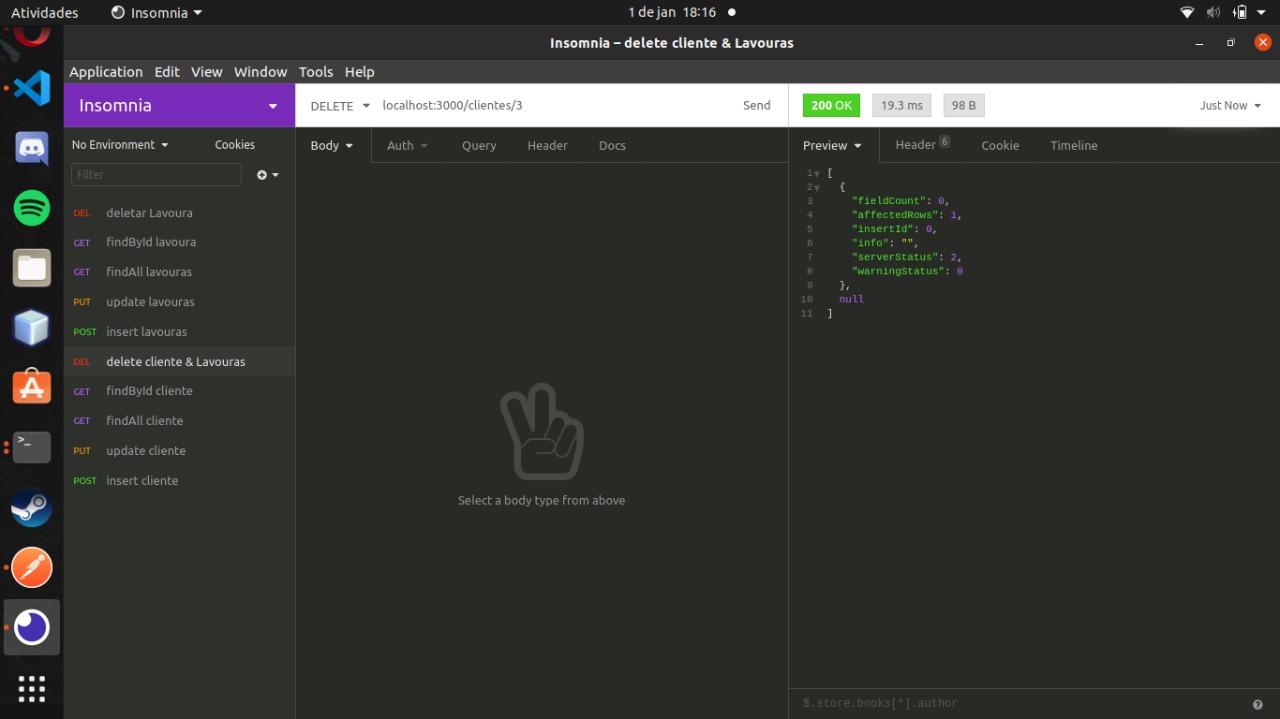 Atividades Insomnia 1 de jan 18:16
Insomnia – delete cliente & Lavouras
Application Edit View Window Tools Help
Insomnia DELETE localhost:3000/clientes/3 Send 200 OK 19.3 ms 98 B Just Now
No Environment Cookies Body Auth Query Header Docs Preview Header 6 Cookie Timeline
Filter
DEL deletar Lavoura
GET findById lavoura
GET findAll lavouras
PUT update lavouras
POST insert lavouras
DEL delete cliente & Lavouras
GET findById cliente
GET findAll cliente
PUT update cliente
POST insert cliente
Select a body type from above
1 [
2 {
3 "fieldCount": 0,
4 "affectedRows": 1,
5 "insertId": 0,
6 "info": "",
7 "serverStatus": 2,
8 "warningStatus": 0
9 },
10 null
11 ]
$.store.books[*].author